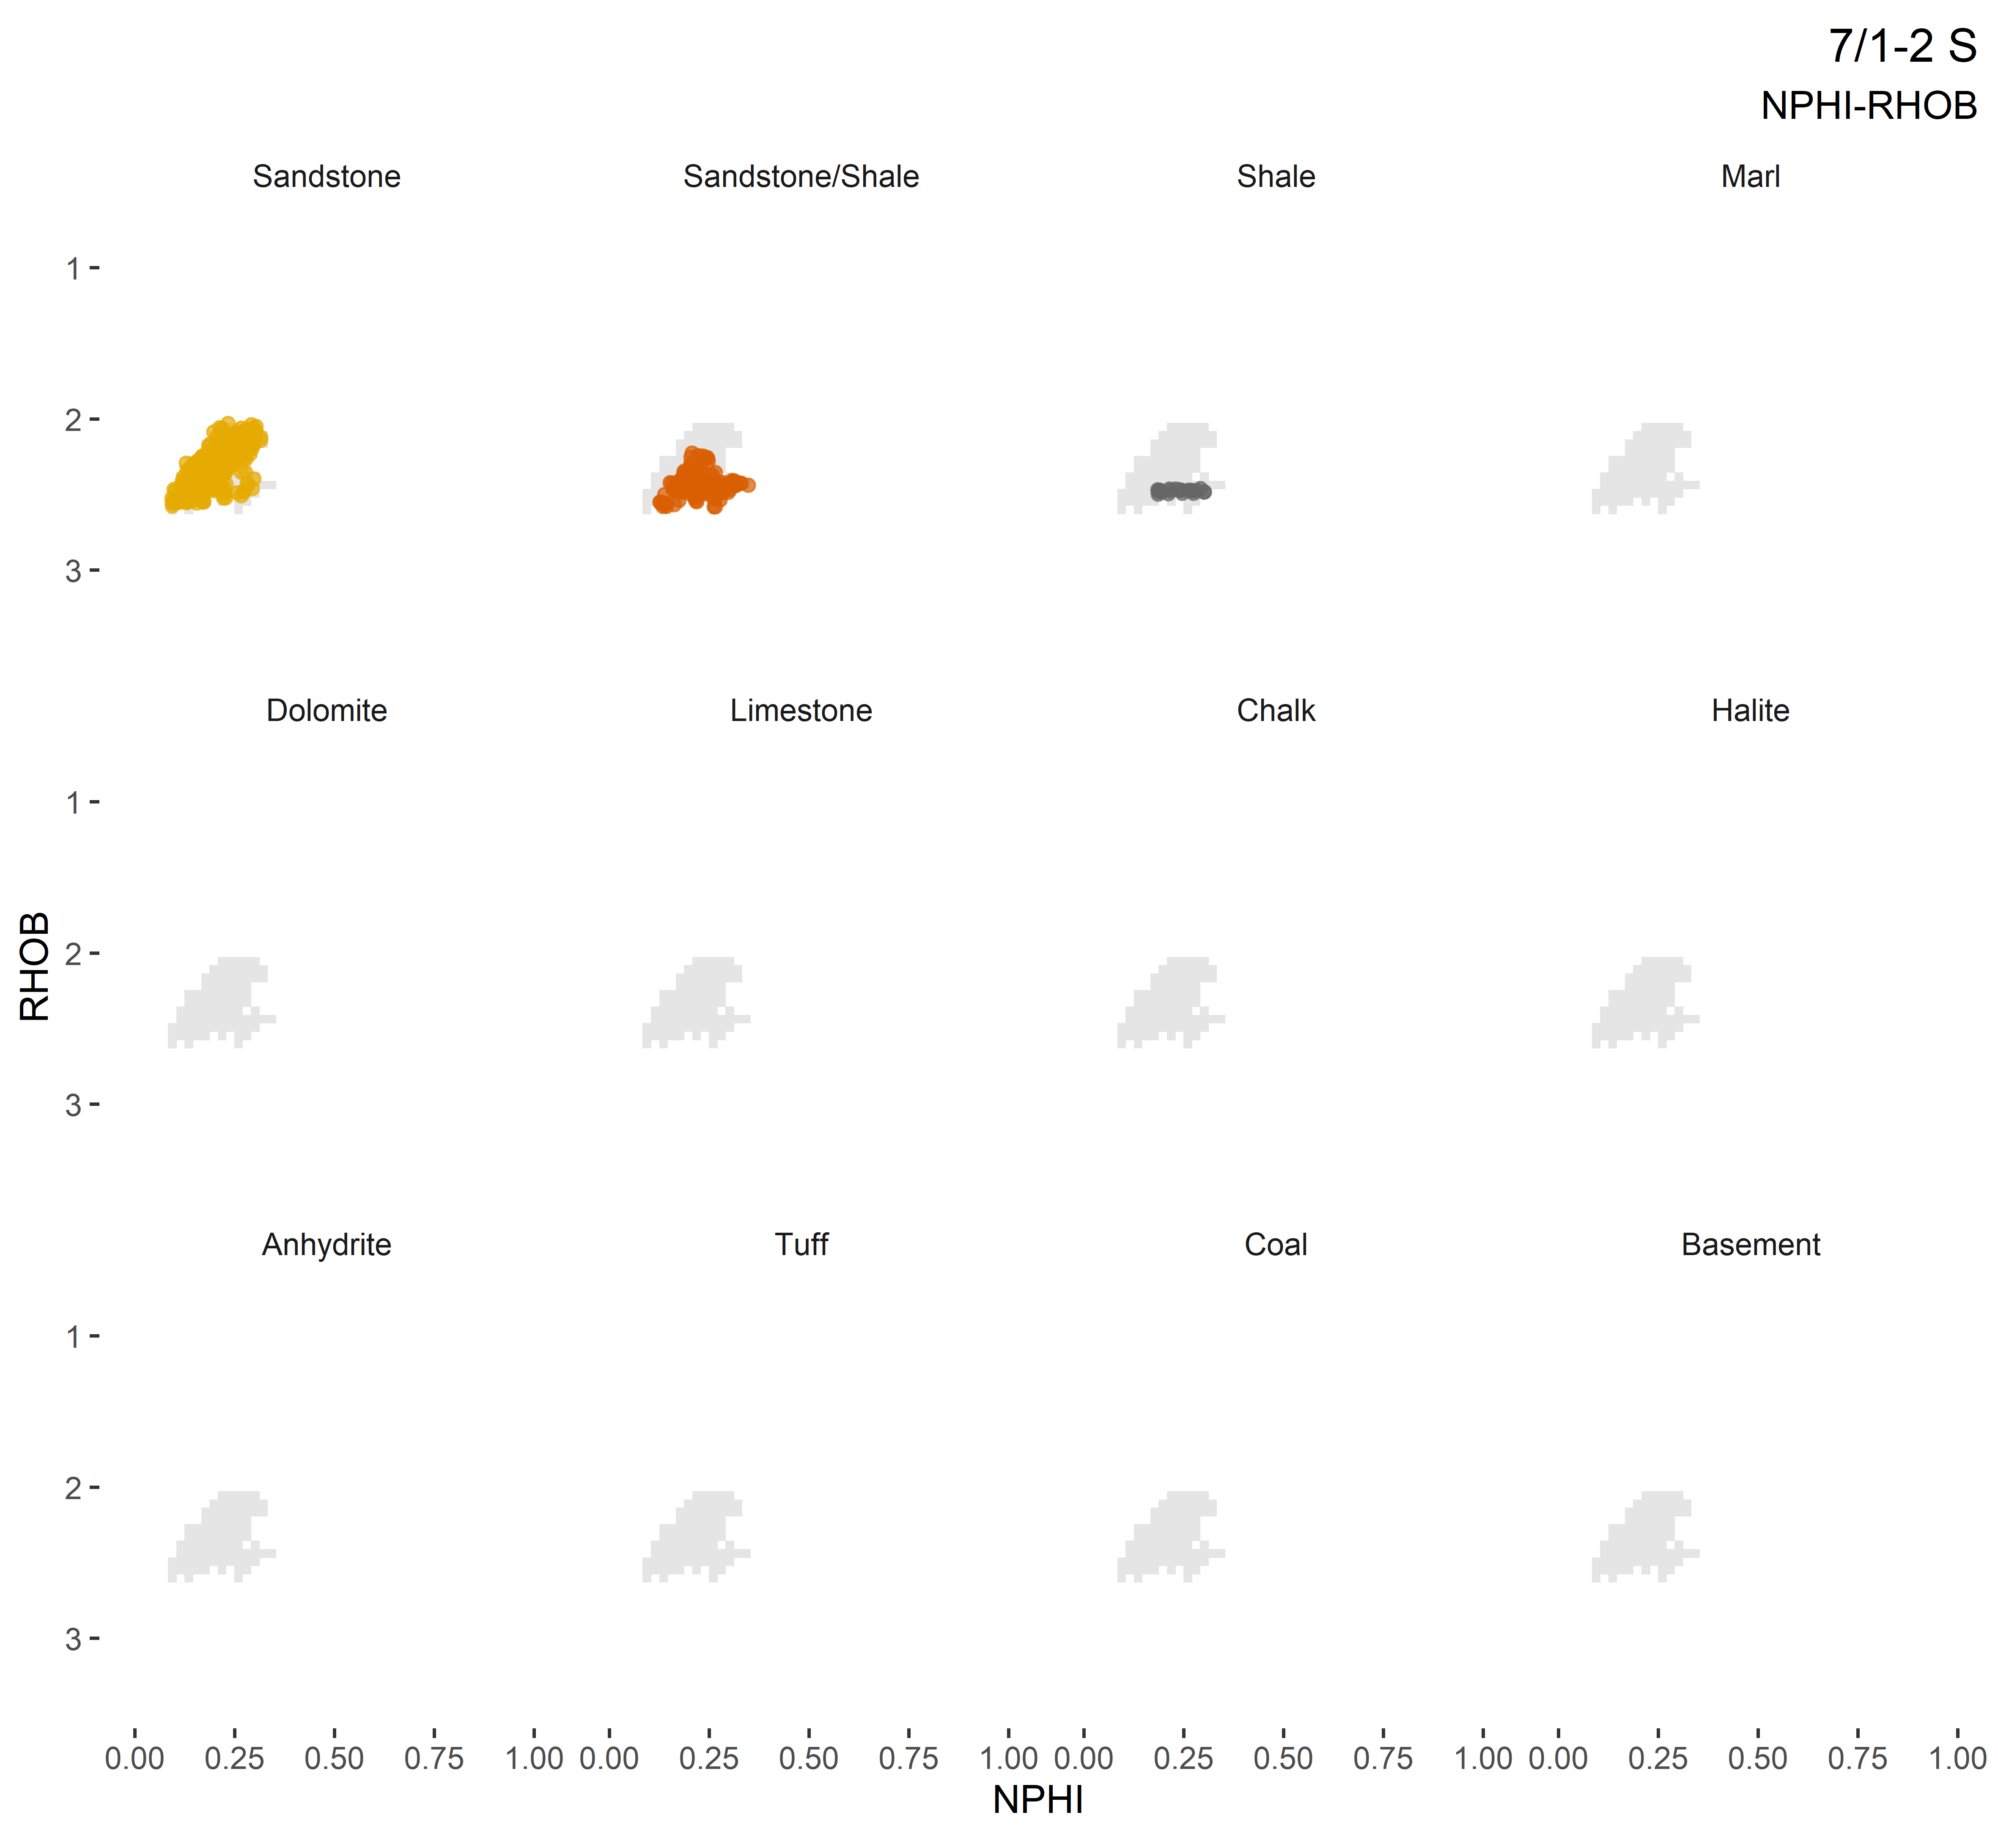 7/1-2 S
NPHI-RHOB
Sandstone Sandstone/Shale Shale Marl
1
2
3
Dolomite Limestone Chalk Halite
1
2
3
RHOB
Anhydrite Tuff Coal Basement
1
2
3
0.00 0.25 0.50 0.75 1.00 0.00 0.25 0.50 0.75 1.00 0.00 0.25 0.50 0.75 1.00 0.00 0.25 0.50 0.75 1.00
NPHI